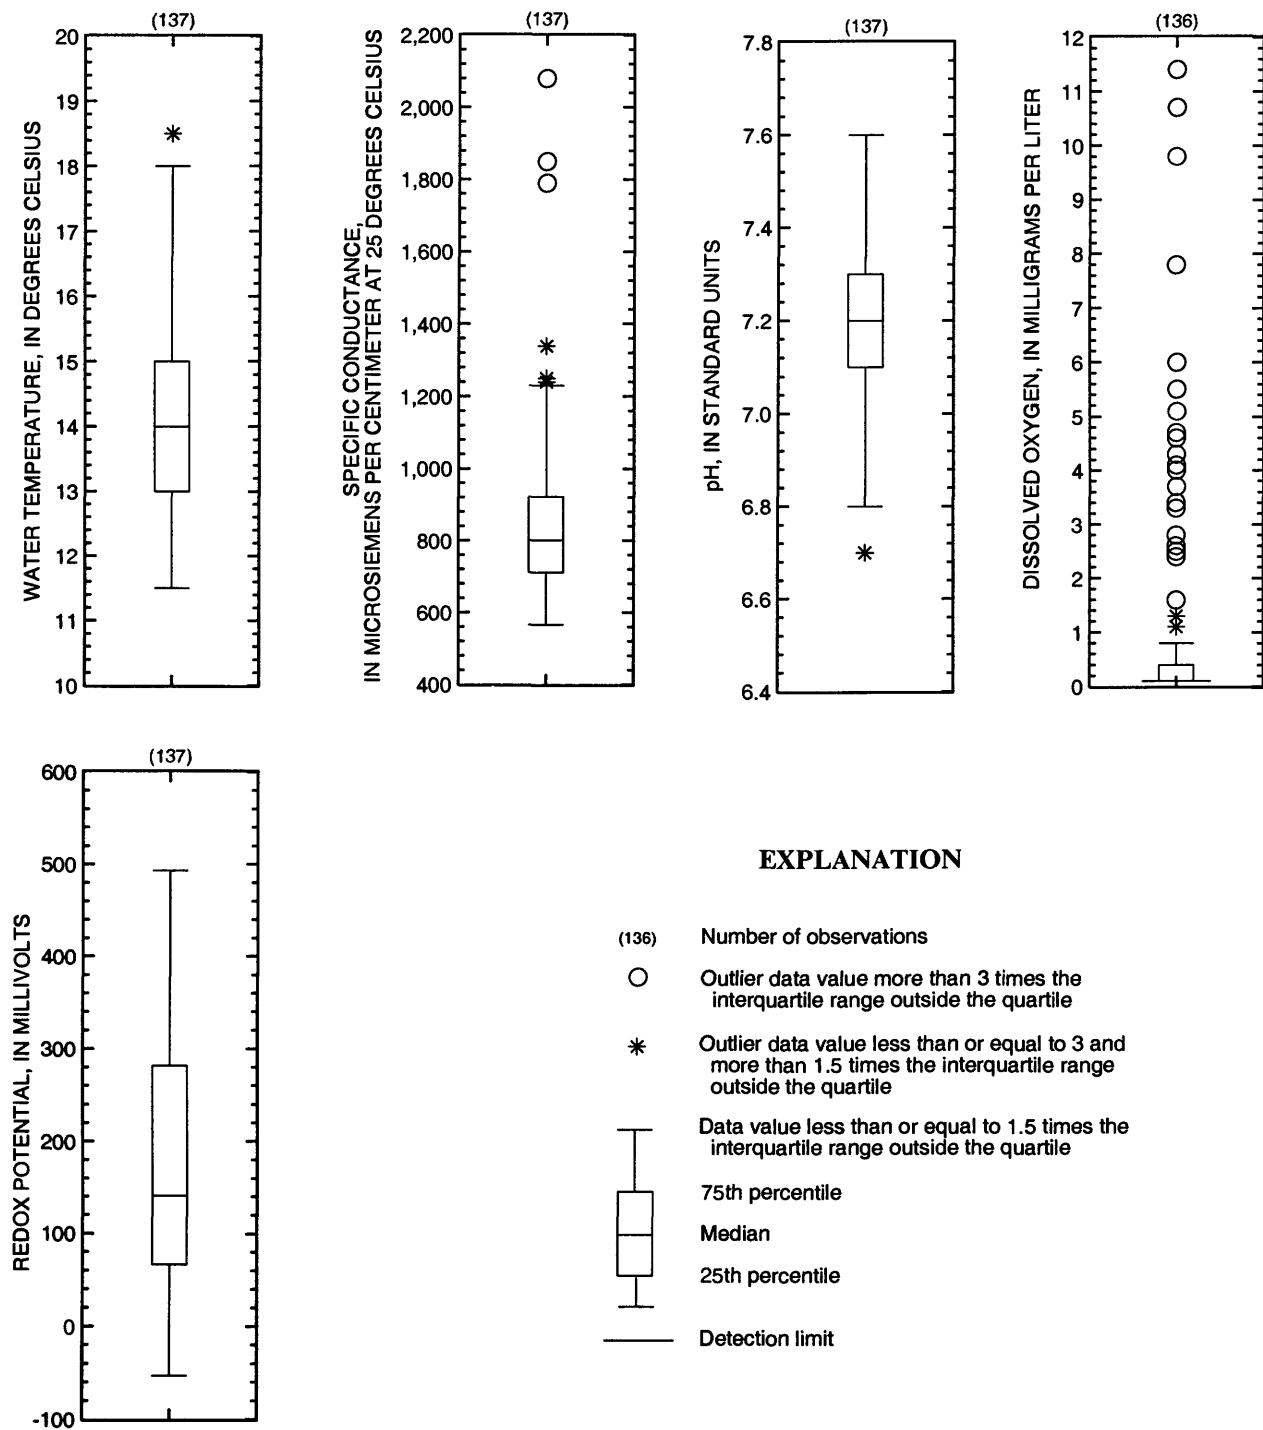 (137)
WATER TEMPERATURE, IN DEGREES CELSIUS
20
19
18
17
16
15
14
13
12
11
10
(137)
SPECIFIC CONDUCTANCE,
IN MICROSIEMENS PER CENTIMETER AT 25 DEGREES CELSIUS
2,200
2,000
1,800
1,600
1,400
1,200
1,000
800
600
400
(137)
pH, IN STANDARD UNITS
7.8
7.6
7.4
7.2
7.0
6.8
6.6
6.4
(136)
DISSOLVED OXYGEN, IN MILLIGRAMS PER LITER
12
11
10
9
8
7
6
5
4
3
2
1
0
(137)
REDOX POTENTIAL, IN MILLIVOLTS
600
500
400
300
200
100
0
-100
EXPLANATION
(136) Number of observations
Outlier data value more than 3 times the
interquartile range outside the quartile
Outlier data value less than or equal to 3 and
more than 1.5 times the interquartile range
outside the quartile
Data value less than or equal to 1.5 times the
interquartile range outside the quartile
75th percentile
Median
25th percentile
Detection limit